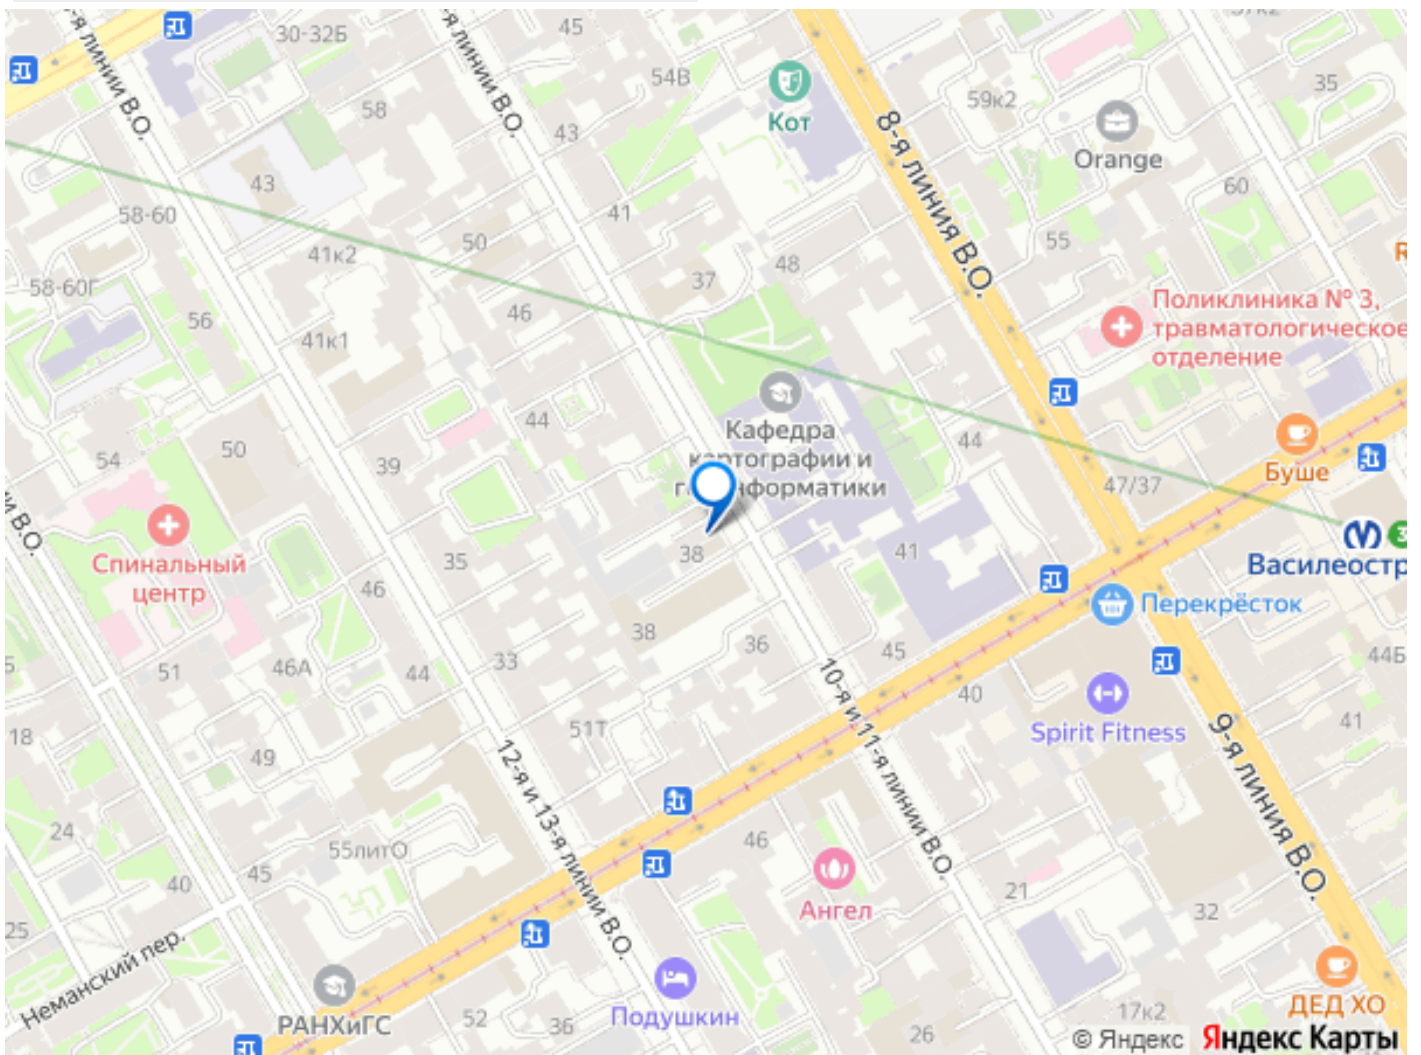 30-32Б
45
37к2
-я линии В.О.
-я линии В.О.
54В
58
Кот
59к2
35
8-я линия В.О.
Orange
43
43
58-60
41
60
41к2
50
48
55
58-60Г
37
46
56
41к1
Поликлиника № 3,
травматологическое
отделение
44
Кафедра
картографии и
44
Буше
54
50
39
47/37
и В.О.
Спинальный
центр
35
38
41
Василеостр
3
46
38
Перекрёсток
36
45
44Б
51
46А
44
33
40
Spirit Fitness
41
18
49
51Т
10-я и 11-я линии В.О.
9-я линия В.О.
12-я и 13-я линии В.О.
24
55литО
45
46
40
Ангел
21
32
25
Неманский пер.
РАНХиГС
52
36
Подушкин
26
17к2
ДЕД ХО
© Яндекс Яндекс Карты